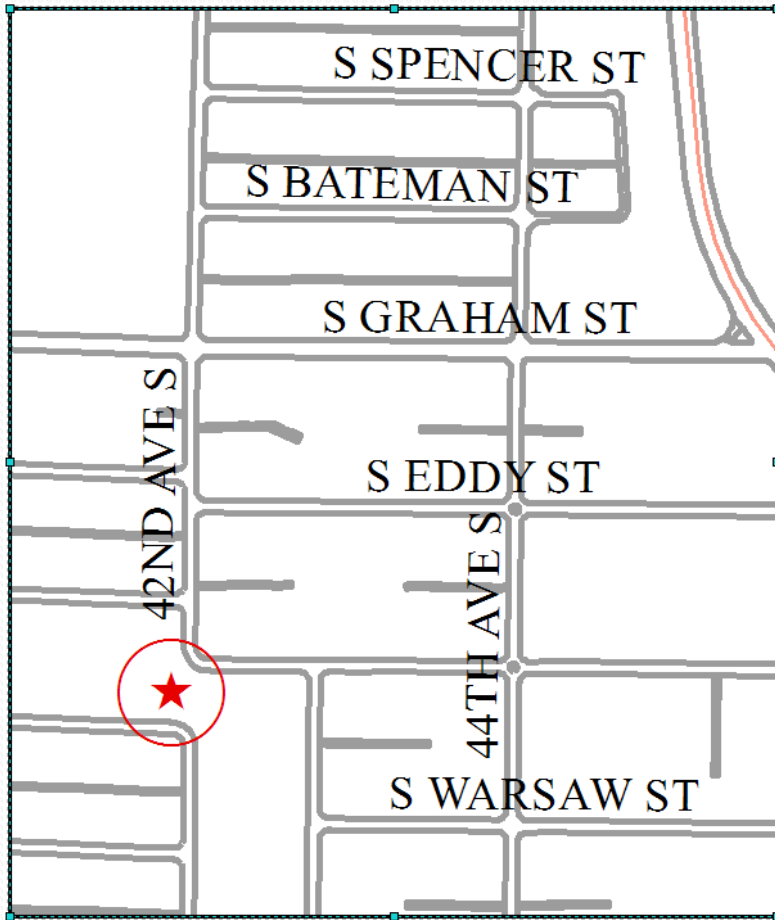 S SPENCER ST
S BATEMAN ST
S GRAHAM ST
42ND AVE S
S EDDY ST
44TH AVE S
S WARSAW ST